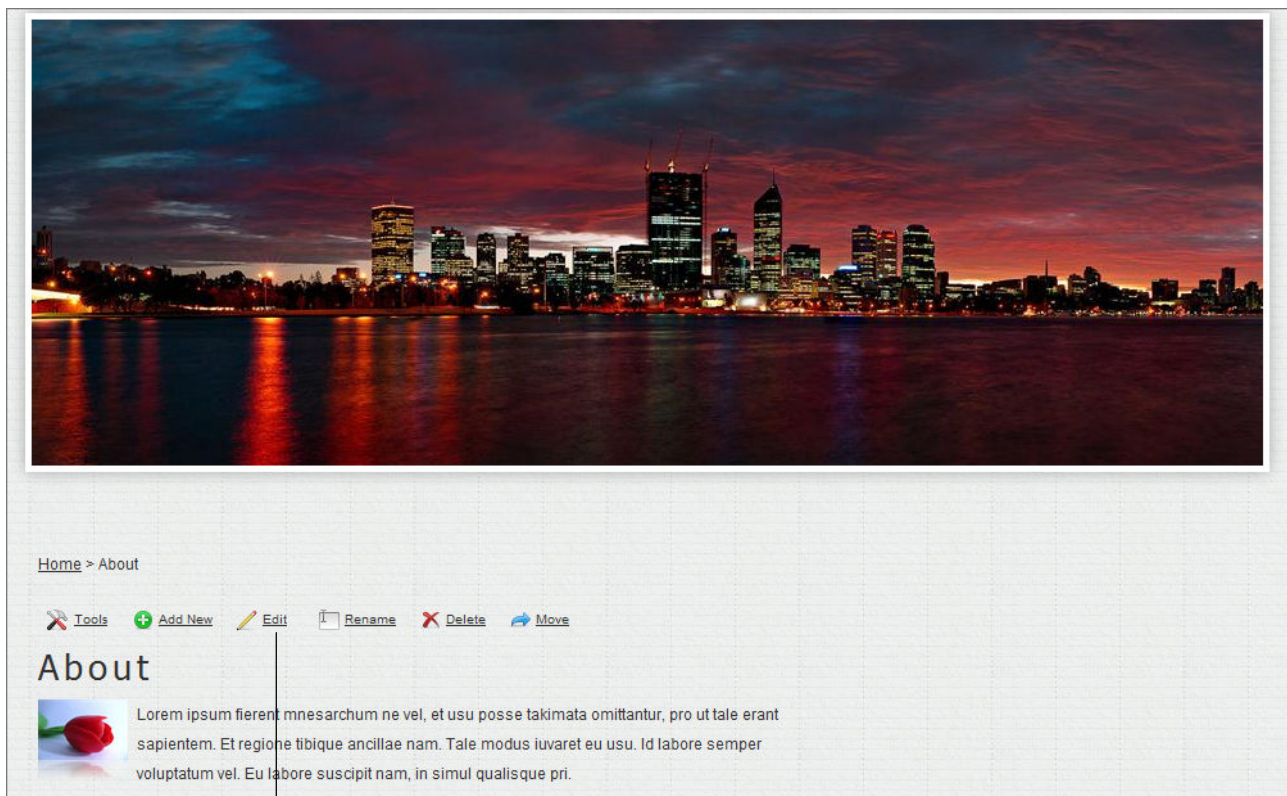 Home > About
Tools Add New Edit Rename Delete Move
About
Lorem ipsum fierent mnesarchum ne vel, et usu posse takimata omittantur, pro ut tale erant
sapientem. Et regione tibique ancillae nam. Tale modus iuvaret eu usu. Id labore semper
voluptatum vel. Eu labore suscipit nam, in simul qualisque pri.